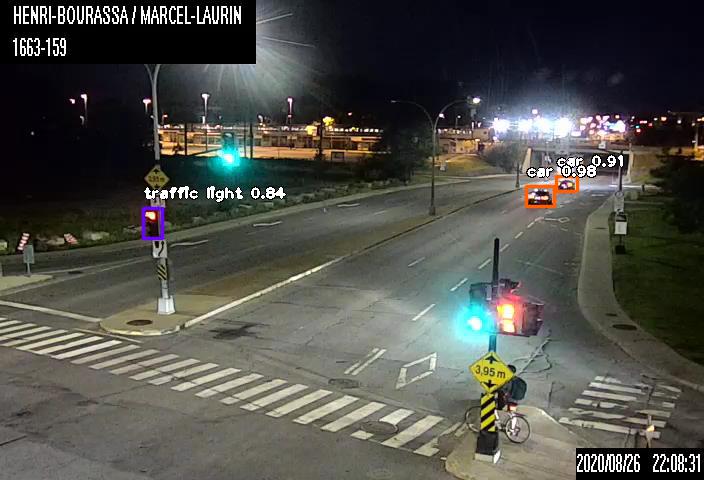 HENRI-BOURASSA / MARCEL-LAURIN
1663-159
car 0.91
car 0.98
traffic light 0.84
3,95 m
2020/08/26 22:08:31